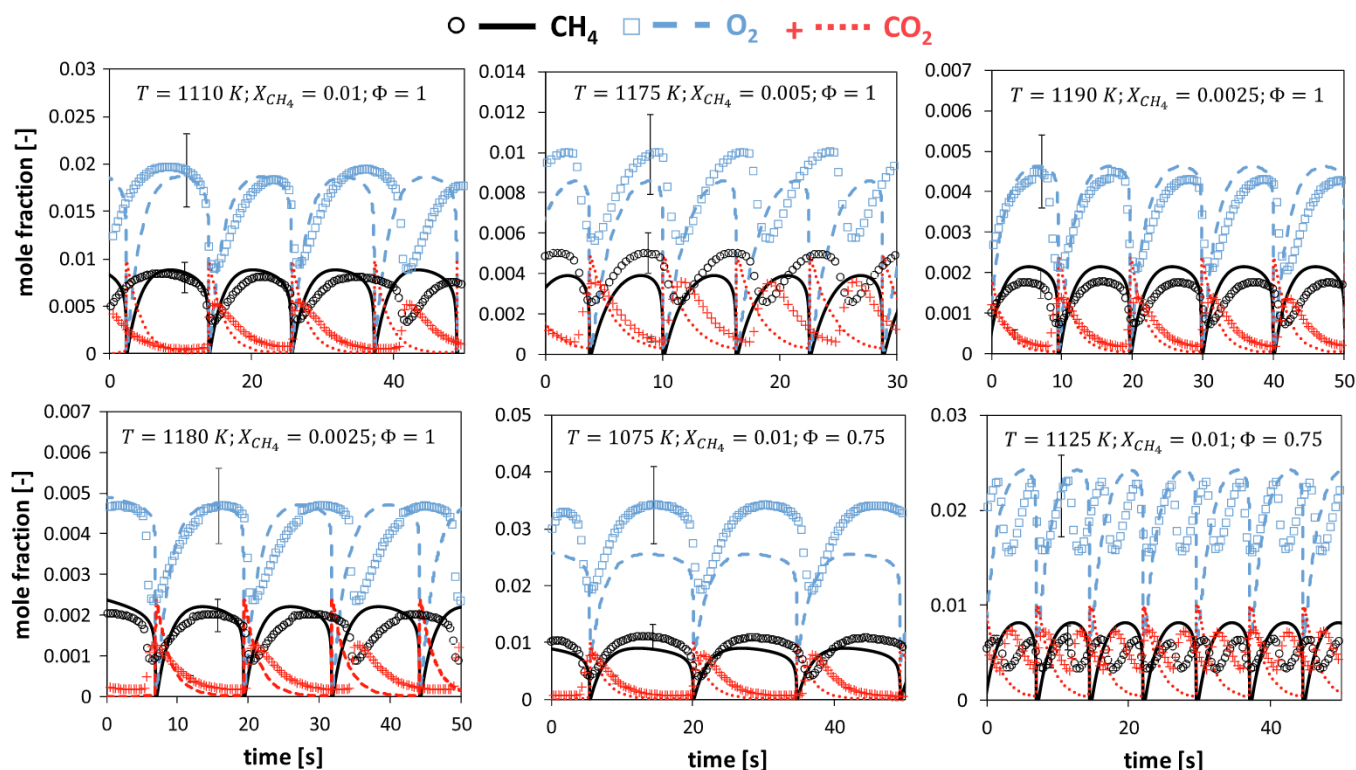 CH4 O2 CO2
mole fraction [-]
0.03
0.025
0.02
0.015
0.01
0.005
0
T = 1110 K; XCH4 = 0.01; Φ = 1
0 20 40
0.014
0.012
0.01
0.008
0.006
0.004
0.002
0
T = 1175 K; XCH4 = 0.005; Φ = 1
0 10 20 30
0.007
0.006
0.005
0.004
0.003
0.002
0.001
0
T = 1190 K; XCH4 = 0.0025; Φ = 1
0 10 20 30 40 50
mole fraction [-]
0.007
0.006
0.005
0.004
0.003
0.002
0.001
0
T = 1180 K; XCH4 = 0.0025; Φ = 1
0 10 20 30 40 50
time [s]
0.05
0.04
0.03
0.02
0.01
0
T = 1075 K; XCH4 = 0.01; Φ = 0.75
0 20 40
time [s]
0.03
0.02
0.01
0
T = 1125 K; XCH4 = 0.01; Φ = 0.75
0 20 40
time [s]